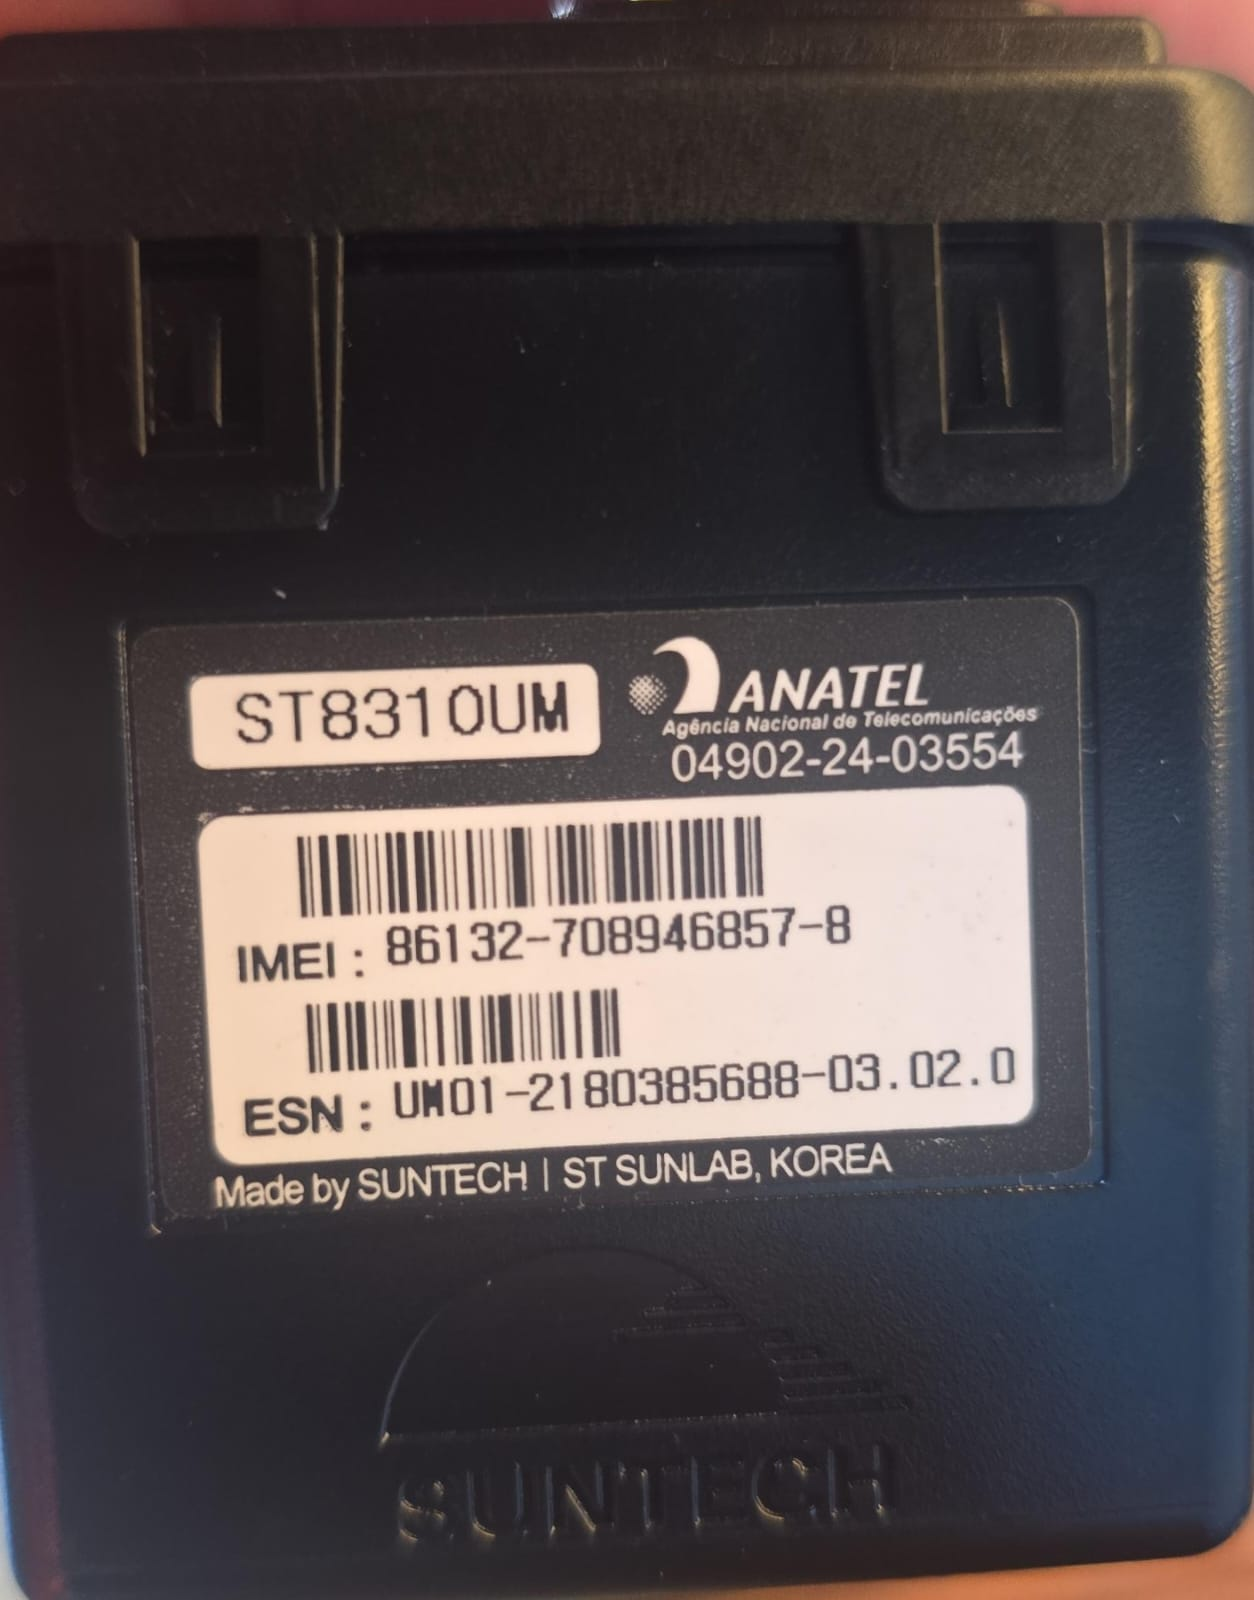 ST8310UM
ANATEL
Agência Nacional de Telecomunicações
04902-24-03554
IMEI : 86132-708946857-8
ESN : UM01-2180385688-03.02.0
Made by SUNTECH | ST SUNLAB, KOREA
SUNTECH